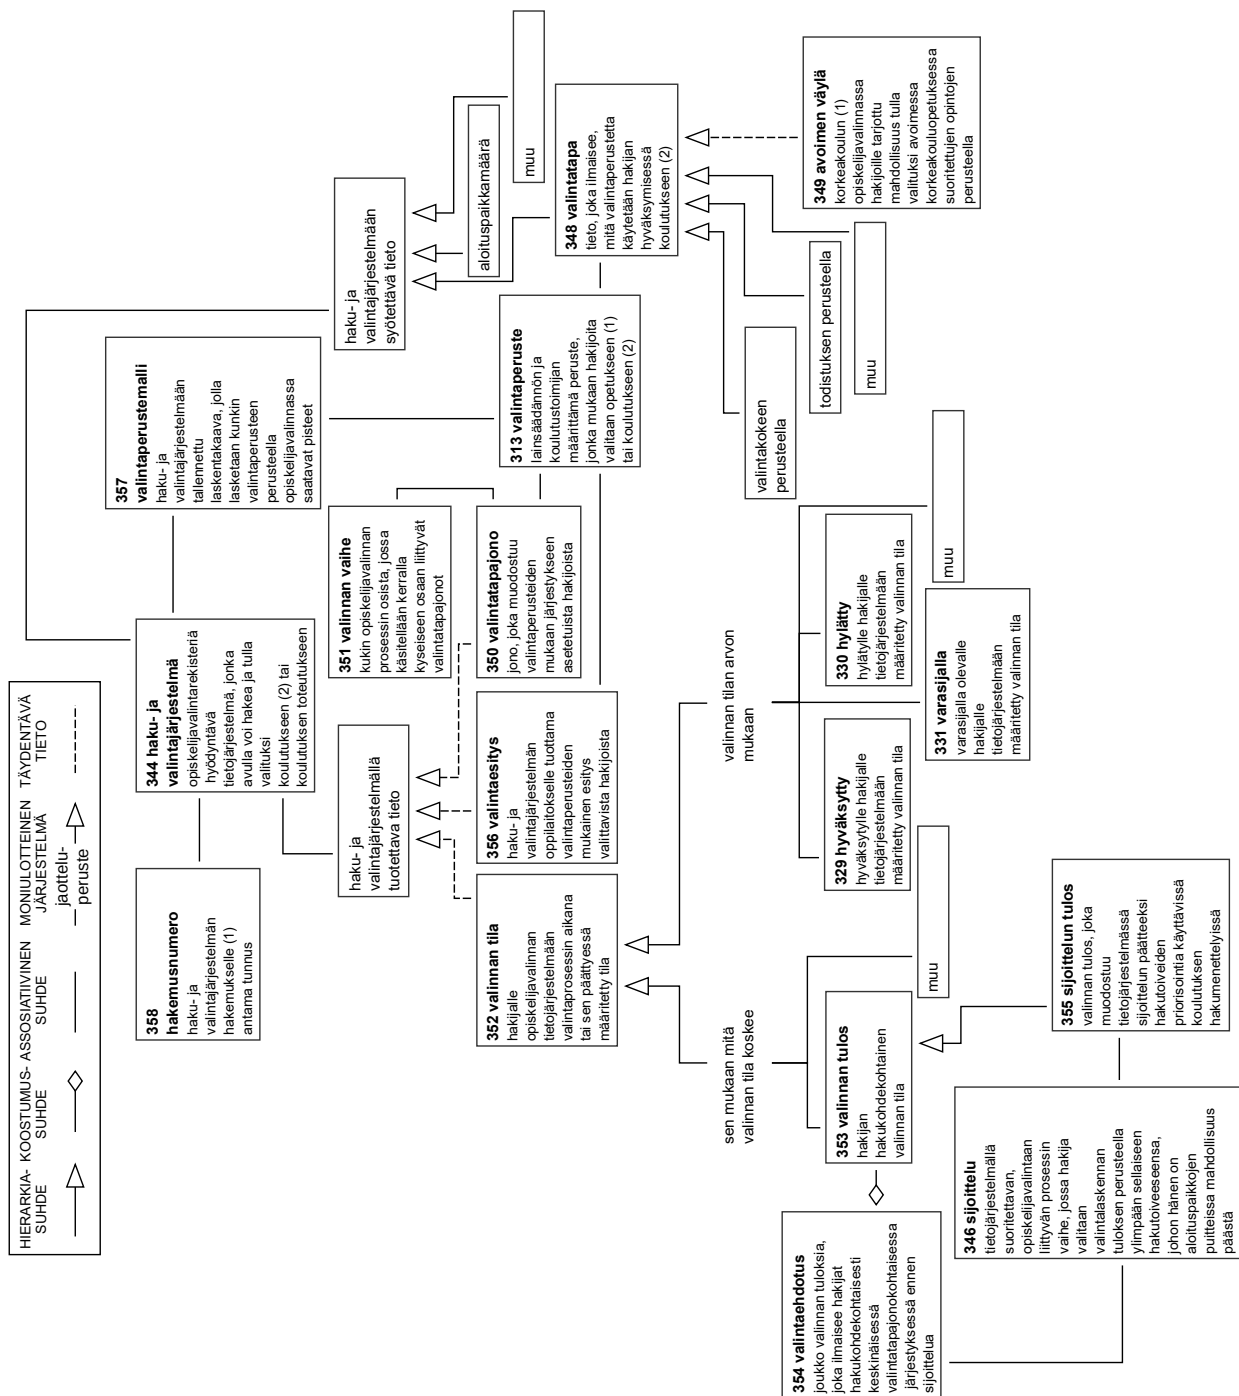 HIERARKIA-
SUHDE
KOOSTUMUS-
SUHDE
ASSOSIATIIVINEN
SUHDE
MONIULOTTEINEN
JÄRJESTELMÄ
jaottelu-
peruste
TÄYDENTÄVÄ
TIETO
358
hakemusnumero
haku- ja
valintajärjestelmän
hakemukselle (1)
antama tunnus
344 haku- ja
valintajärjestelmä
opiskelijavalintarekisteriä
hyödyntävä
tietojärjestelmä, jonka
avulla voi hakea ja tulla
valituksi
koulutukseen (2) tai
koulutuksen toteutukseen
357
valintaperustemalli
haku- ja
valintajärjestelmään
tallennettu
laskentakaava, jolla
lasketaan kunkin
valintaperusteen
perusteella
opiskelijavalinnassa
saatavat pisteet
haku- ja
valintajärjestelmällä
tuotettava tieto
351 valinnan vaihe
kukin opiskelijavalinnan
prosessin osista, jossa
käsitellään kerralla
kyseiseen osaan liittyvät
valintatapajonot
haku- ja
valintajärjestelmään
syötettävä tieto
352 valinnan tila
hakijalle
opiskelijavalinnan
tietojärjestelmään
valintaprosessin aikana
tai sen päättyessä
määritetty tila
356 valintaesitys
haku- ja
valintajärjestelmän
oppilaitokselle tuottama
valintaperusteiden
mukainen esitys
valittavista hakijoista
350 valintatapajono
jono, joka muodostuu
valintaperusteiden
mukaan järjestykseen
asetetuista hakijoista
313 valintaperuste
lainsäädännön ja
koulutustoimijan
määrittämä peruste,
jonka mukaan hakijoita
valitaan opetukseen (1)
tai koulutukseen (2)
aloituspaikkamäärä
muu
348 valintatapa
tieto, joka ilmaisee,
mitä valintaperustetta
käytetään hakijan
hyväksymisessä
koulutukseen (2)
sen mukaan mitä
valinnan tila koskee
valinnan tilan arvon
mukaan
valintakokeen
perusteella
todistuksen perusteella
muu
349 avoimen väylä
korkeakoulun (1)
opiskelijavalinnassa
hakijoille tarjottu
mahdollisuus tulla
valituksi avoimessa
korkeakouluopetuksessa
suoritettujen opintojen
perusteella
354 valintaehdotus
joukko valinnan tuloksia,
joka ilmaisee hakijat
hakukohdekohtaisesti
keskinäisessä
valintatapajonokohtaisessa
järjestyksessä ennen
sijoittelua
353 valinnan tulos
hakijan
hakukohdekohtainen
valinnan tila
muu
329 hyväksytty
hyväksytylle hakijalle
tietojärjestelmään
määritetty valinnan tila
331 varasijalla
varasijalla olevalle
hakijalle
tietojärjestelmään
määritetty valinnan tila
330 hylätty
hylätylle hakijalle
tietojärjestelmään
määritetty valinnan tila
muu
346 sijoittelu
tietojärjestelmällä
suoritettavan,
opiskelijavalintaan
liittyvän prosessin
vaihe, jossa hakija
valitaan
valintalaskennan
tuloksen perusteella
ylimpään sellaiseen
hakutoiveeseensa,
johon hänen on
aloituspaikkojen
puitteissa mahdollisuus
päästä
355 sijoittelun tulos
valinnan tulos, joka
muodostuu
tietojärjestelmässä
sijoittelun päätteeksi
hakutoiveiden
priorisointia käyttävissä
koulutuksen
hakumenettelyissä